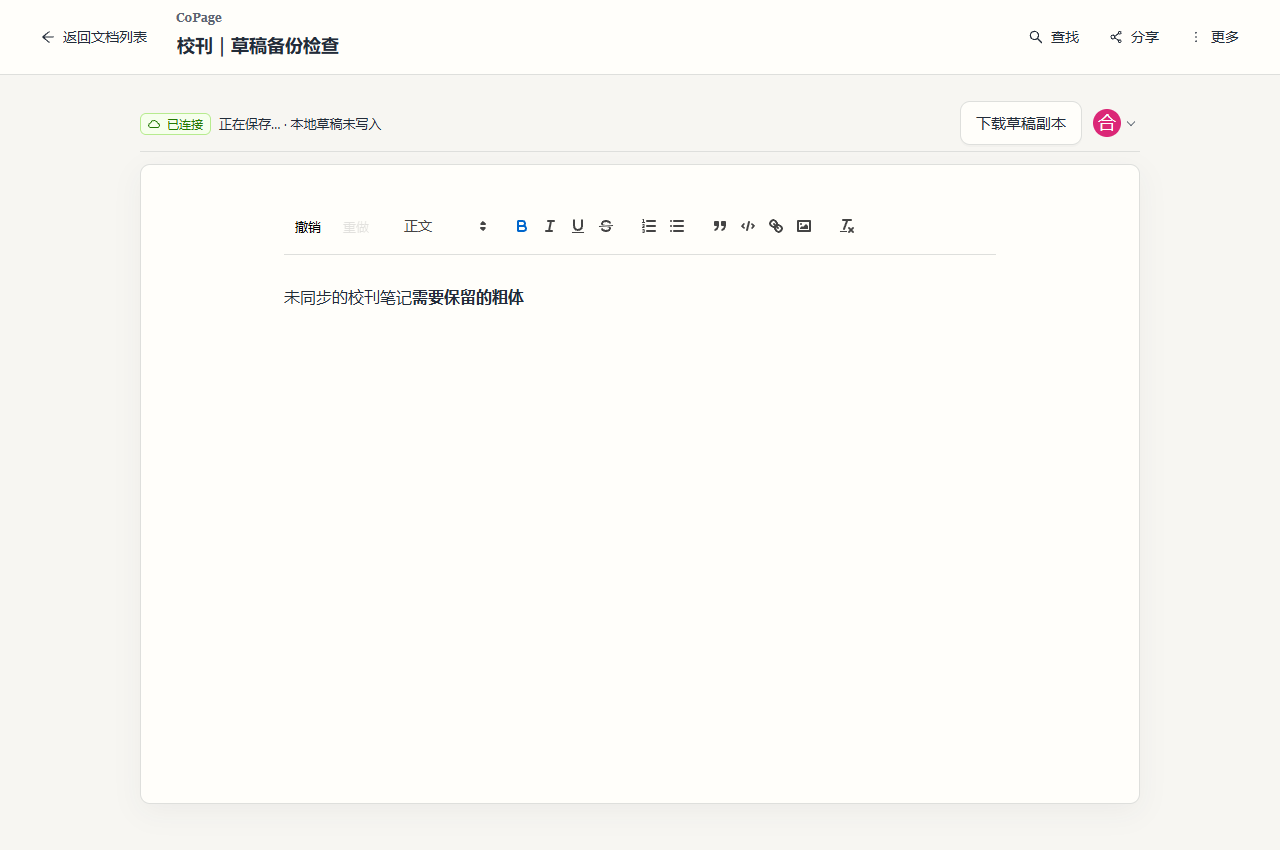 CoPage
返回文档列表
校刊｜草稿备份检查
查找 分享 更多
已连接 正在保存... · 本地草稿未写入
下载草稿副本 合
撤销 重做 正文
未同步的校刊笔记需要保留的粗体